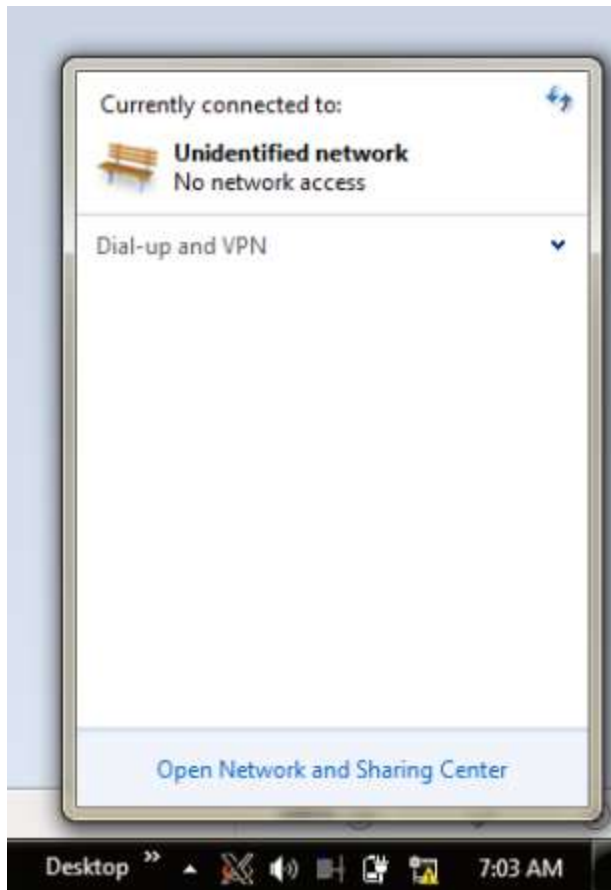 Currently connected to:
Unidentified network
No network access
Dial-up and VPN
Open Network and Sharing Center
Desktop » 7:03 AM